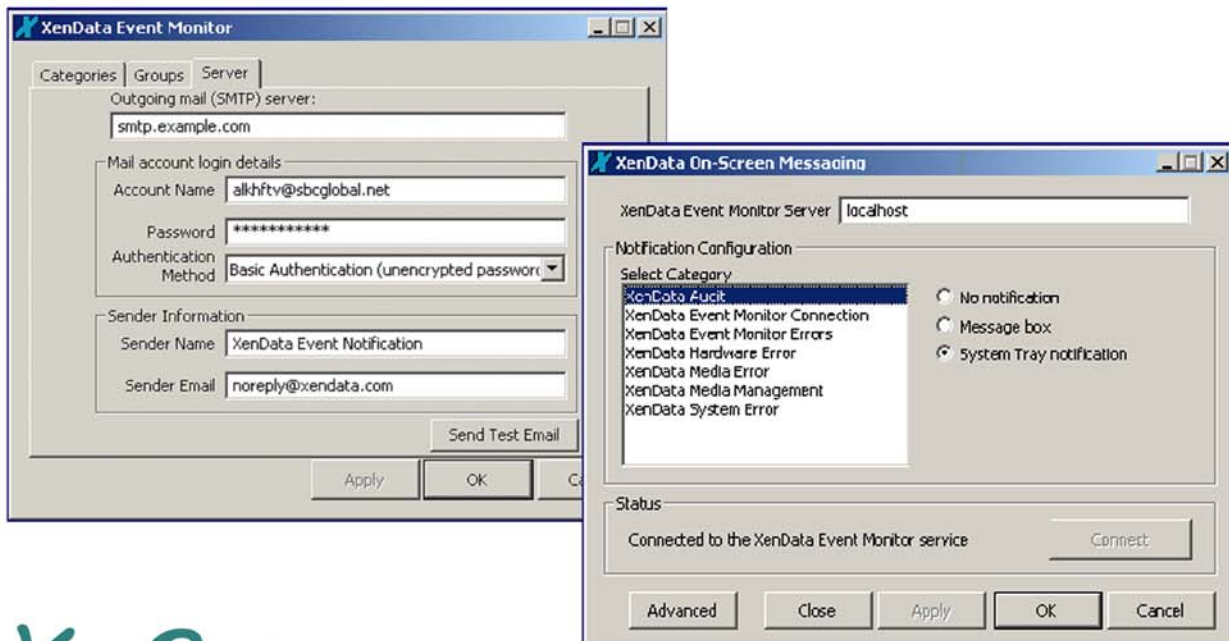 XenData Event Monitor
Categories Groups Server
Outgoing mail (SMTP) server:
smtp.example.com
Mail account login details
Account Name alkhftv@sbcglobal.net
Password ***********
Authentication
Method Basic Authentication (unencrypted
Sender Information
Sender Name XenData Event Notification
Sender Email noreply@xendata.com
Send Test Email
Apply OK
XenData On-Screen Messaging
XenData Event Monitor Server localhost
Notification Configuration
Select Category
XenData Audit
XenData Event Monitor Connection
XenData Event Monitor Errors
XenData Hardware Error
XenData Media Error
XenData Media Management
XenData System Error
No notification
Message box
System Tray notification
Status
Connected to the XenData Event Monitor service Connect
Advanced Close Apply OK Cancel